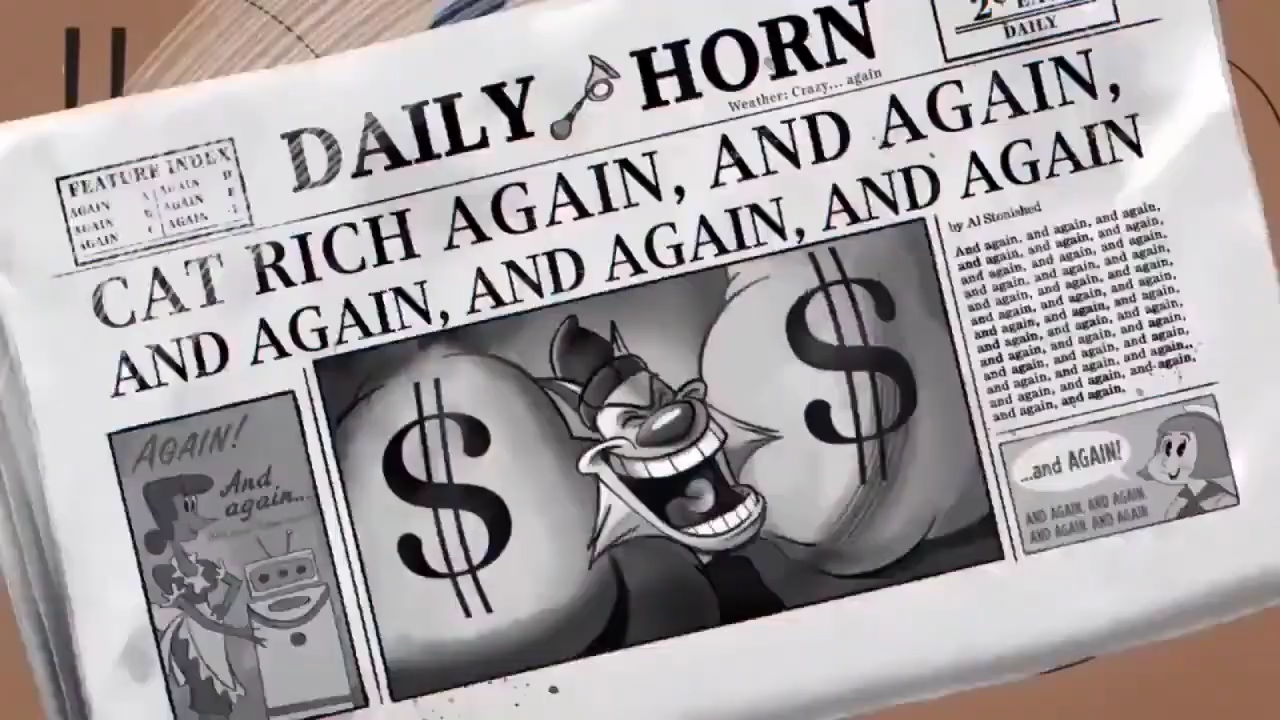 2¢ EA
DAILY
DAILY HORN
Weather: Crazy... again
FEATURE INDEX
AGAIN A AGAIN D
AGAIN B AGAIN E
AGAIN C AGAIN F
CAT RICH AGAIN, AND AGAIN,
AND AGAIN, AND AGAIN, AND AGAIN
by Al Stonished
And again, and again, and again,
and again, and again, and again,
and again, and again, and again,
and again, and again, and again,
and again, and again, and again,
and again, and again, and again,
and again, and again, and again,
and again, and again, and again,
and again, and again, and again,
and again, and again, and again,
and again, and again, and again,
and again, and again.
AGAIN!
And
again...
$
$
...and AGAIN!
AND AGAIN, AND AGAIN
AND AGAIN, AND AGAIN